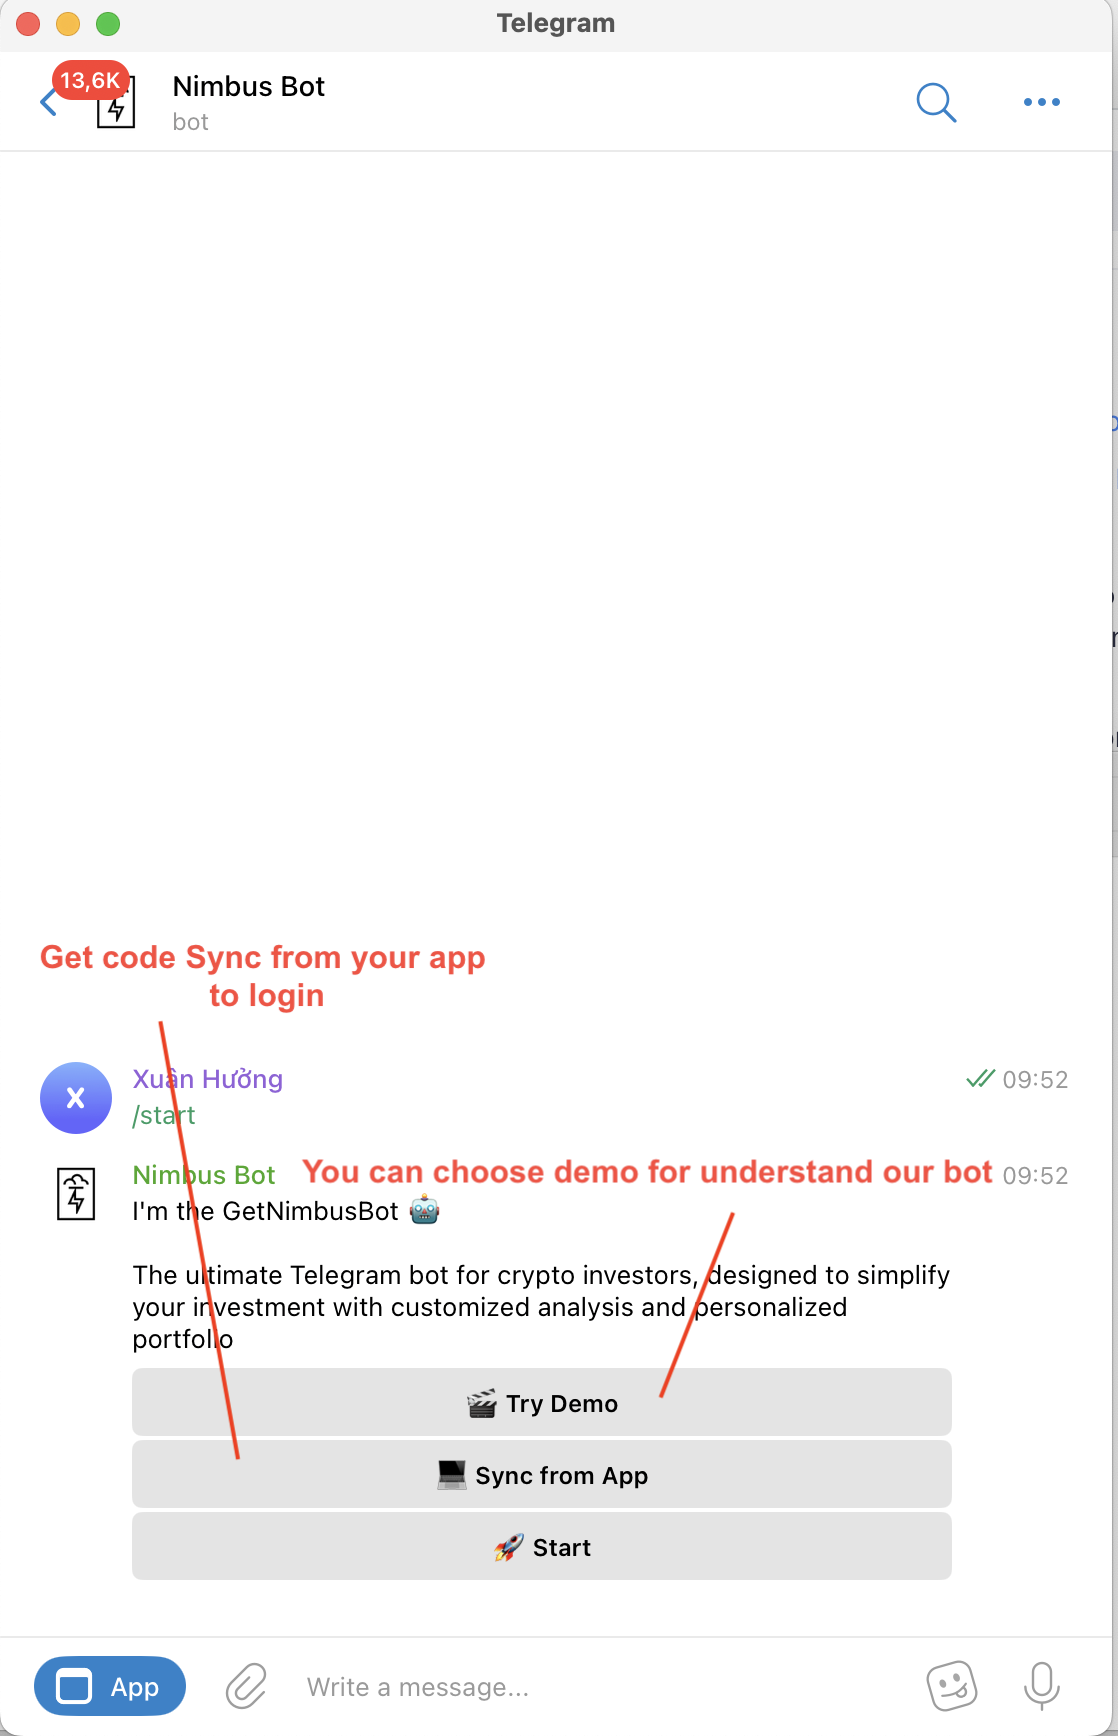 Telegram
13,6K
Nimbus Bot
bot
Get code Sync from your app
to login
Xuân Hưởng
09:52
/start
Nimbus Bot
You can choose demo for understand our bot
09:52
I'm the GetNimbusBot 🤖
The ultimate Telegram bot for crypto investors, designed to simplify
your investment with customized analysis and personalized
portfolio
🎬 Try Demo
💻 Sync from App
🚀 Start
App
Write a message...